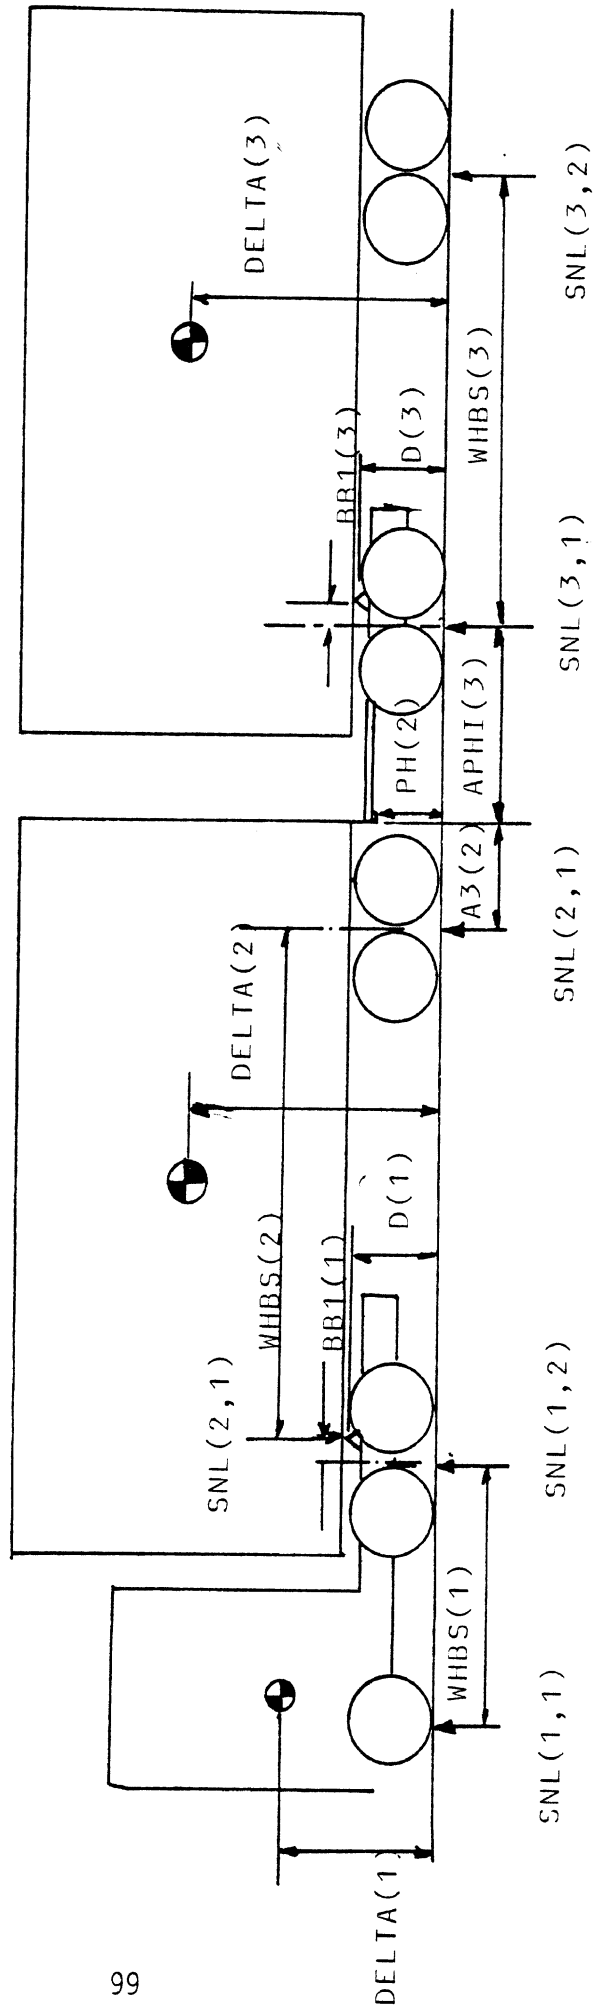 DELTA(3)
SNL(3,2)
WHBS(3)
D(3)
BB1(3)
SNL(3,1)
APHI(3)
PH(2)
A3(2)
SNL(2,1)
DELTA(2)
D(1)
WHBS(2)
BB1(1)
SNL(2,1)
SNL(1,2)
WHBS(1)
SNL(1,1)
DELTA(1)
99